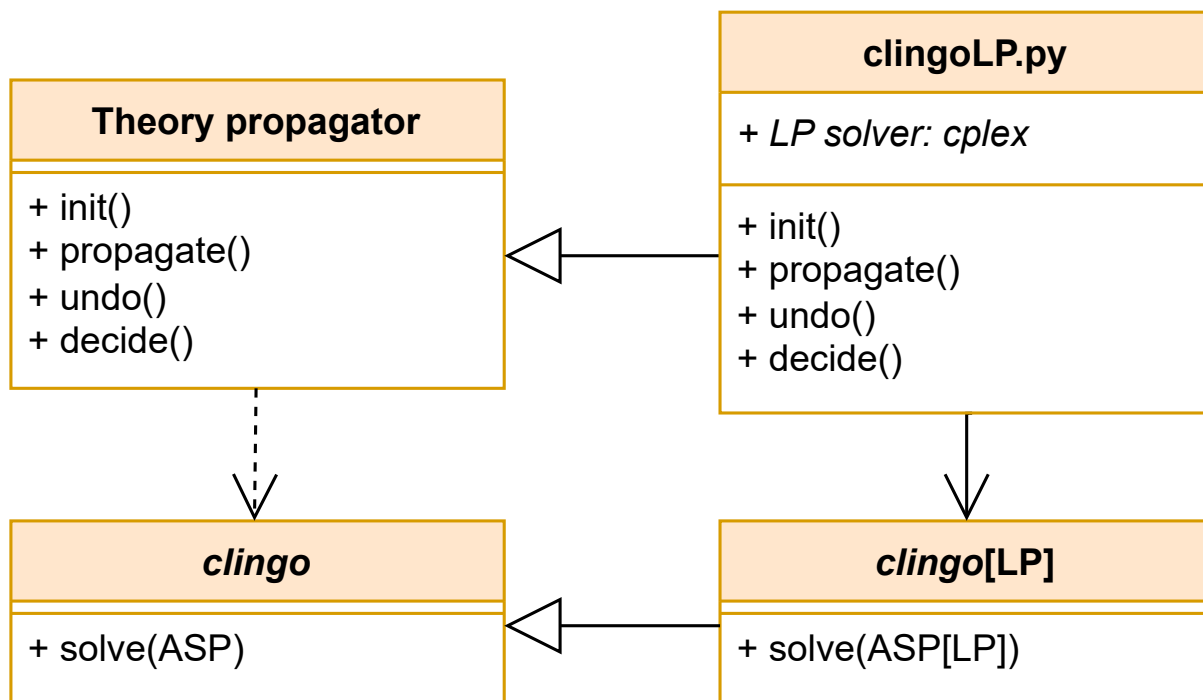 Theory propagator
+ init()
+ propagate()
+ undo()
+ decide()
clingoLP.py
+ LP solver: cplex
+ init()
+ propagate()
+ undo()
+ decide()
clingo
+ solve(ASP)
clingo[LP]
+ solve(ASP[LP])